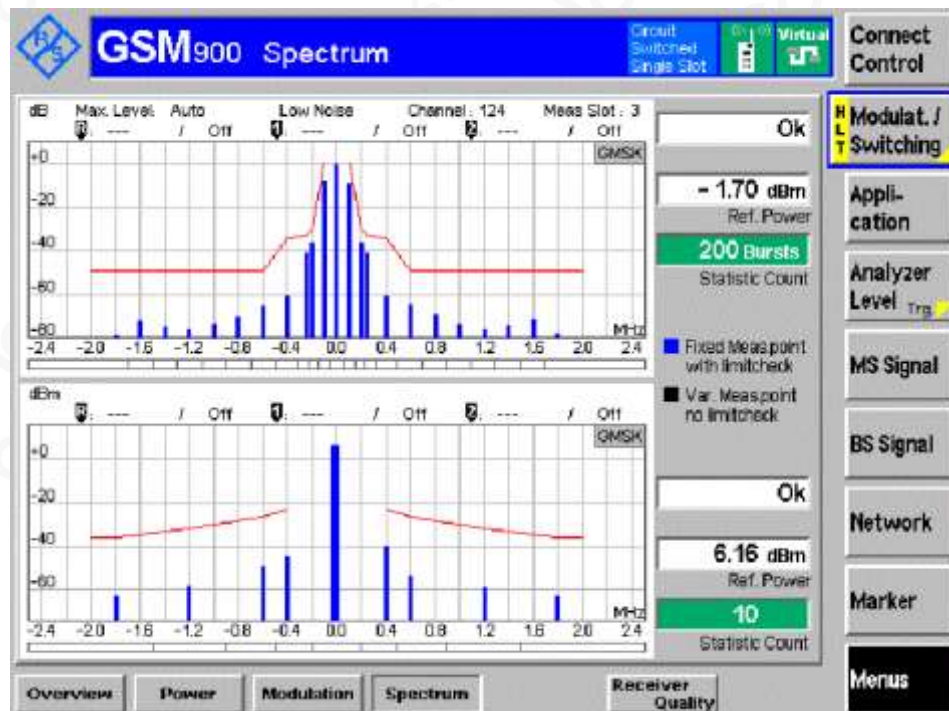 GSM900 Spectrum
Circuit Switched Single Slot
Virtual
Connect Control
dB Max. Level: Auto Low Noise Channel: 124 Meas Slot: 3
R: --- / Off 1: --- / Off 2: --- / Off
GMSK
+0
-20
-40
-60
-80
MHz
-2.4 -2.0 -1.6 -1.2 -0.8 -0.4 0.0 0.4 0.8 1.2 1.6 2.0 2.4
Ok
- 1.70 dBm
Ref. Power
200 Bursts
Statistic Count
Fixed Meas.point
with limitcheck
Var. Meas.point
no limitcheck
dBm
R: --- / Off 1: --- / Off 2: --- / Off
GMSK
+0
-20
-40
-60
MHz
-2.4 -2.0 -1.6 -1.2 -0.8 -0.4 0.0 0.4 0.8 1.2 1.6 2.0 2.4
Ok
6.16 dBm
Ref. Power
10
Statistic Count
HLT
Modulat. /
Switching
Appli-
cation
Analyzer
Level Trg.
MS Signal
BS Signal
Network
Marker
Menus
Overview
Power
Modulation
Spectrum
Receiver
Quality